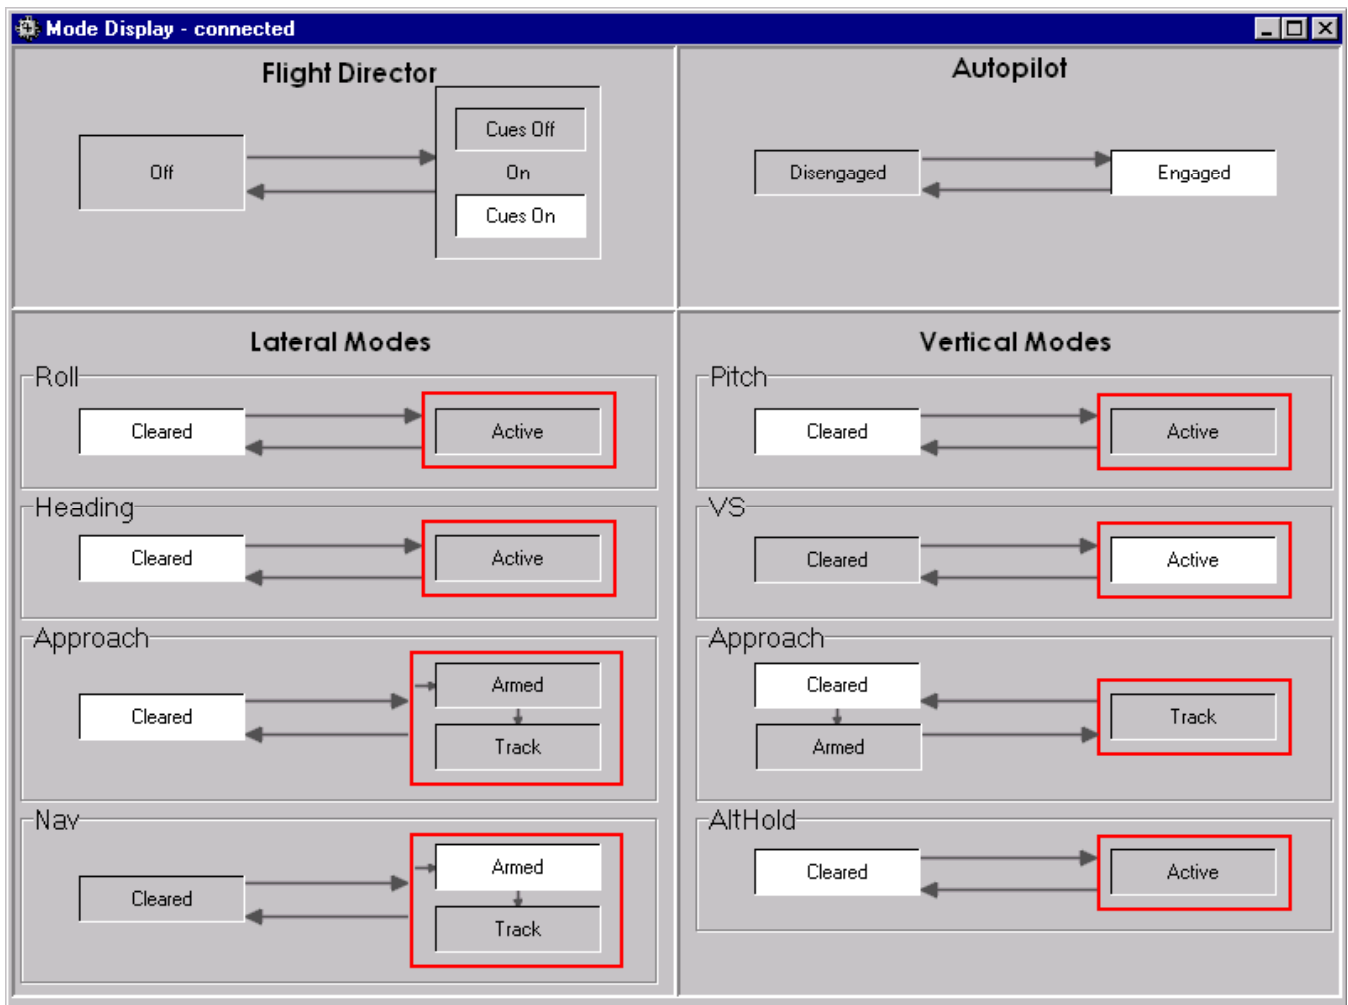 Mode Display - connected
Flight Director
Off
Cues Off
On
Cues On
Autopilot
Disengaged
Engaged
Lateral Modes
Roll
Cleared
Active
Heading
Cleared
Active
Approach
Cleared
Armed
Track
Nav
Cleared
Armed
Track
Vertical Modes
Pitch
Cleared
Active
VS
Cleared
Active
Approach
Cleared
Armed
Track
AltHold
Cleared
Active